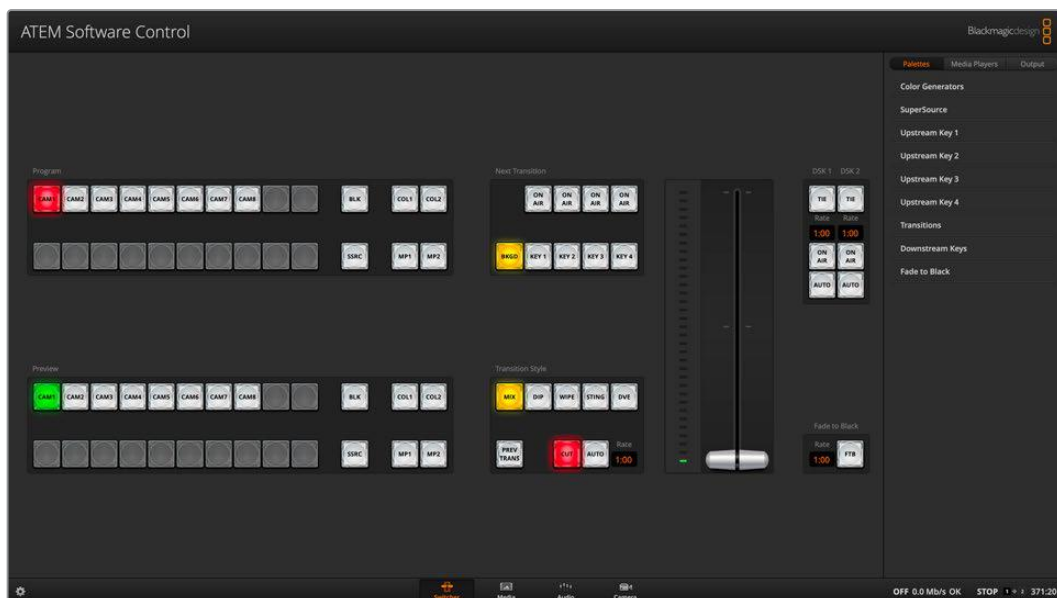 ATEM Software Control
Blackmagicdesign
Palettes Media Players Output
Color Generators
SuperSource
Upstream Key 1
Upstream Key 2
Upstream Key 3
Upstream Key 4
Transitions
Downstream Keys
Fade to Black
Program
CAM1 CAM2 CAM3 CAM4 CAM5 CAM6 CAM7 CAM8 BLK COL1 COL2
SSRC MP1 MP2
Next Transition
ON AIR ON AIR ON AIR ON AIR
BKGD KEY 1 KEY 2 KEY 3 KEY 4
DSK 1 DSK 2
TIE TIE
Rate Rate
1:00 1:00
ON AIR ON AIR
AUTO AUTO
Preview
CAM1 CAM2 CAM3 CAM4 CAM5 CAM6 CAM7 CAM8 BLK COL1 COL2
SSRC MP1 MP2
Transition Style
MIX DIP WIPE STING DVE
PREV TRANS CUT AUTO Rate 1:00
Fade to Black
Rate
1:00 FTB
Switcher Media Audio Camera
OFF 0.0 Mb/s OK STOP 1 2 371:20